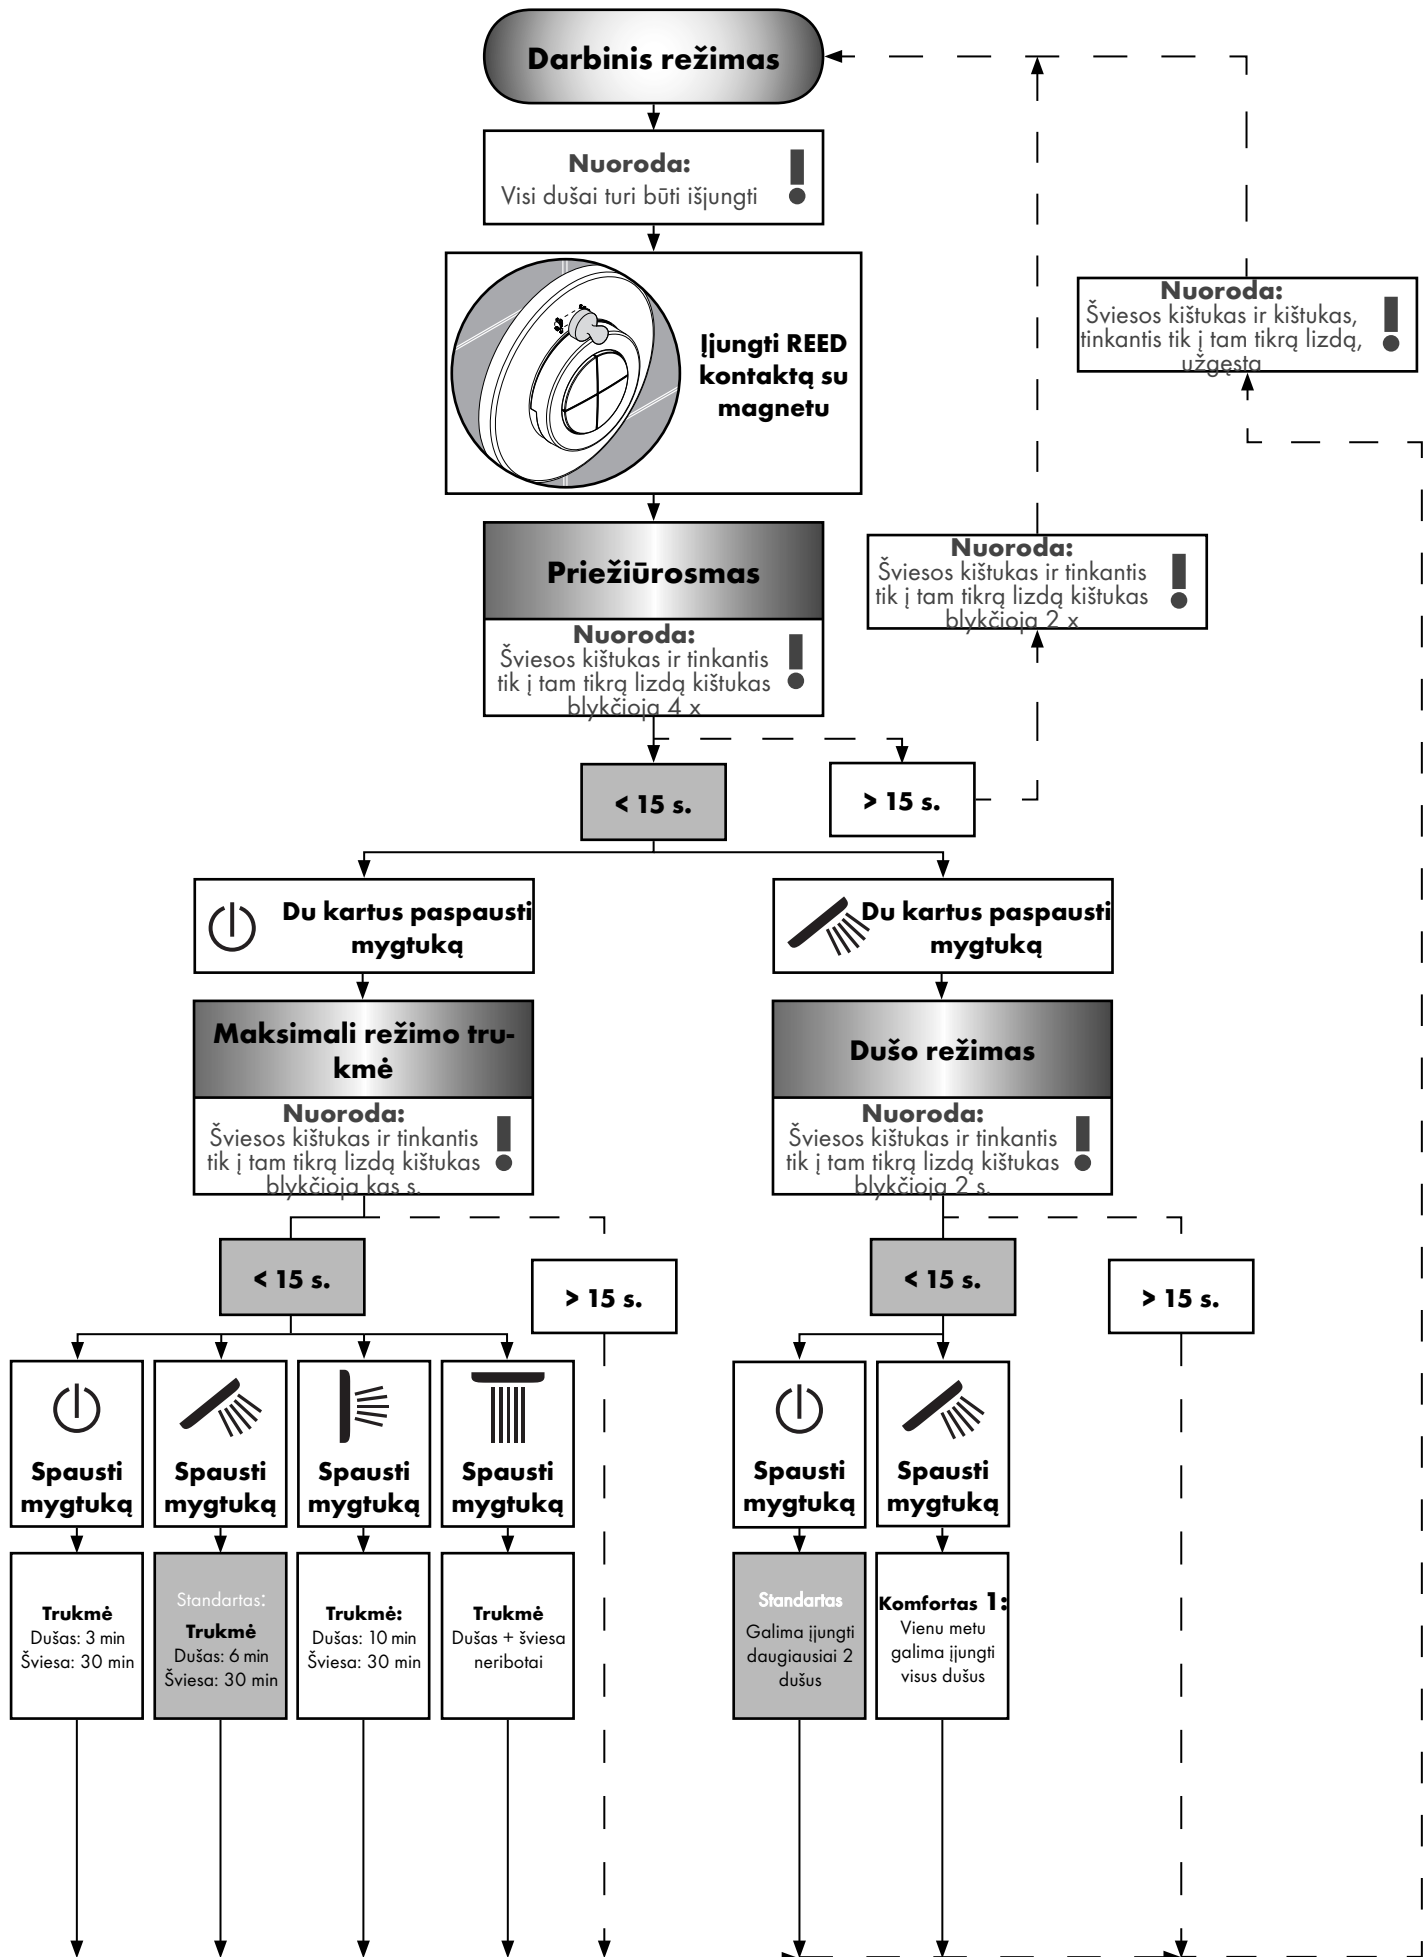 Darbinis režimas
Nuoroda:
Visi dušai turi būti išjungti
Įjungti REED
kontaktą su
magnetu
Nuoroda:
Šviesos kištukas ir kištukas,
tinkantis tik į tam tikrą lizdą,
užgęsta
Priežiūrosmas
Nuoroda:
Šviesos kištukas ir tinkantis
tik į tam tikrą lizdą kištukas
blykčioja 4 x
Nuoroda:
Šviesos kištukas ir tinkantis
tik į tam tikrą lizdą kištukas
blykčioja 2 x
< 15 s.
> 15 s.
Du kartus paspausti
mygtuką
Du kartus paspausti
mygtuką
Maksimali režimo tru-
kmė
Nuoroda:
Šviesos kištukas ir tinkantis
tik į tam tikrą lizdą kištukas
blykčioja kas s.
Dušo režimas
Nuoroda:
Šviesos kištukas ir tinkantis
tik į tam tikrą lizdą kištukas
blykčioja 2 s.
< 15 s.
> 15 s.
< 15 s.
> 15 s.
Spausti
mygtuką
Spausti
mygtuką
Spausti
mygtuką
Spausti
mygtuką
Spausti
mygtuką
Spausti
mygtuką
Trukmė
Dušas: 3 min
Šviesa: 30 min
Standartas:
Trukmė
Dušas: 6 min
Šviesa: 30 min
Trukmė:
Dušas: 10 min
Šviesa: 30 min
Trukmė
Dušas + šviesa
neribotai
Standartas
Galima įjungti
daugiausiai 2
dušus
Komfortas 1:
Vienu metu
galima įjungti
visus dušus